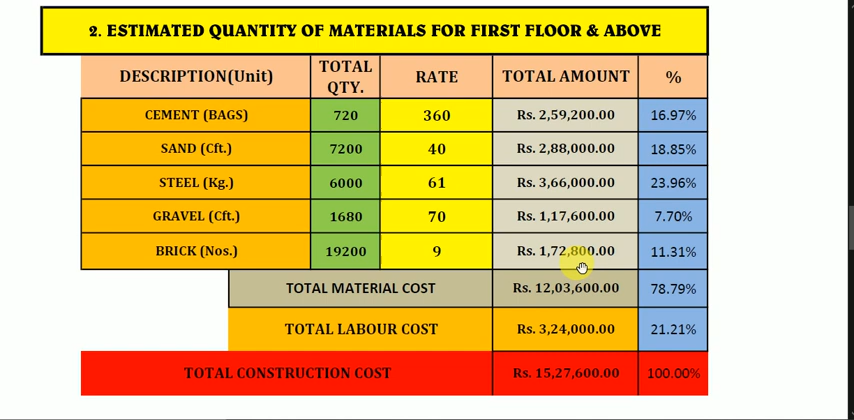 2. ESTIMATED QUANTITY OF MATERIALS FOR FIRST FLOOR & ABOVE
DESCRIPTION(Unit) TOTAL QTY. RATE TOTAL AMOUNT %
CEMENT (BAGS) 720 360 Rs. 2,59,200.00 16.97%
SAND (Cft.) 7200 40 Rs. 2,88,000.00 18.85%
STEEL (Kg.) 6000 61 Rs. 3,66,000.00 23.96%
GRAVEL (Cft.) 1680 70 Rs. 1,17,600.00 7.70%
BRICK (Nos.) 19200 9 Rs. 1,72,800.00 11.31%
TOTAL MATERIAL COST Rs. 12,03,600.00 78.79%
TOTAL LABOUR COST Rs. 3,24,000.00 21.21%
TOTAL CONSTRUCTION COST Rs. 15,27,600.00 100.00%